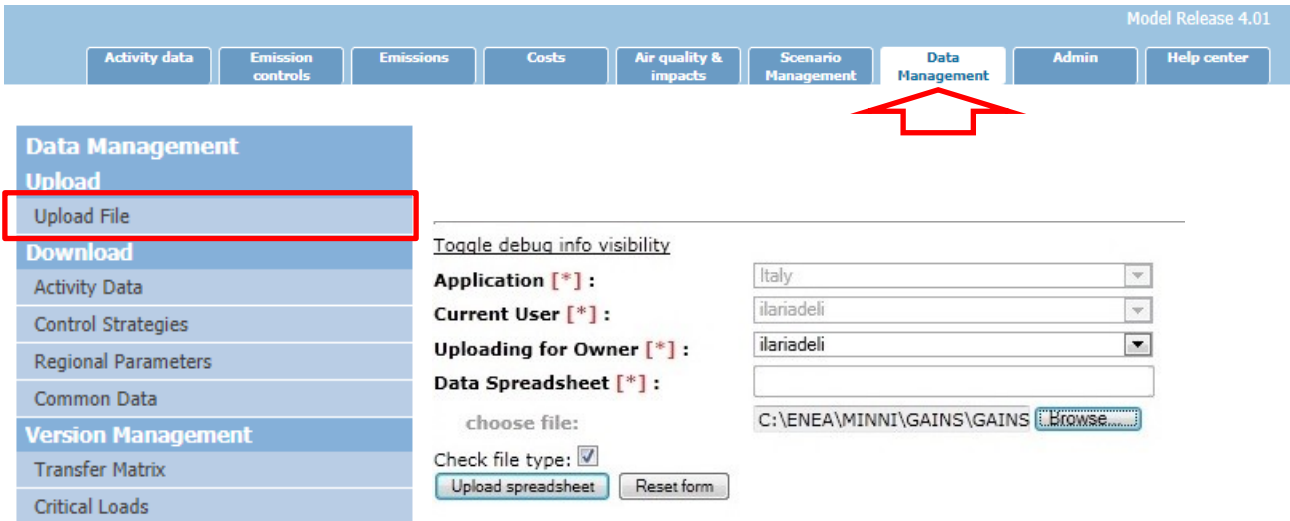 Model Release 4.01
Activity data
Emission controls
Emissions
Costs
Air quality & impacts
Scenario Management
Data Management
Admin
Help center
Data Management
Upload
Upload File
Download
Activity Data
Control Strategies
Regional Parameters
Common Data
Version Management
Transfer Matrix
Critical Loads
Toggle debug info visibility
Application [*] : Italy
Current User [*] : ilariadeli
Uploading for Owner [*] : ilariadeli
Data Spreadsheet [*] :
choose file: C:\ENEA\MINNI\GAINS\GAINS Browse...
Check file type:
Upload spreadsheet Reset form